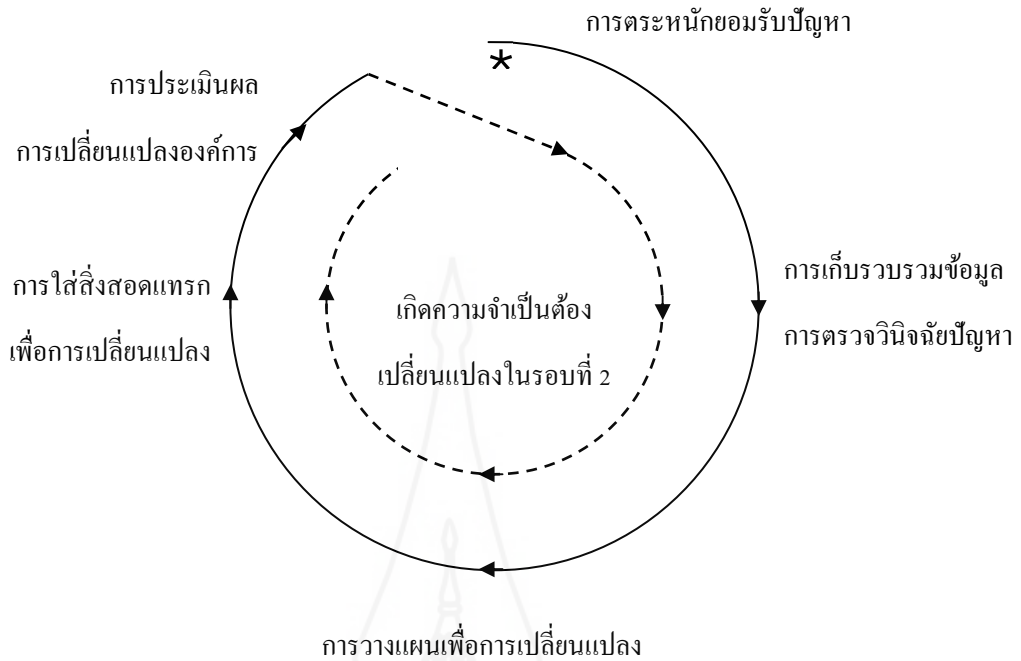 การตระหนักยอมรับปัญหา
การเก็บรวบรวมข้อมูล
การตรวจวินิจฉัยปัญหา
การวางแผนเพื่อการเปลี่ยนแปลง
การใส่สิ่งสอดแทรก
เพื่อการเปลี่ยนแปลง
การประเมินผล
การเปลี่ยนแปลงองค์การ
เกิดความจำเป็นต้อง
เปลี่ยนแปลงในรอบที่ 2